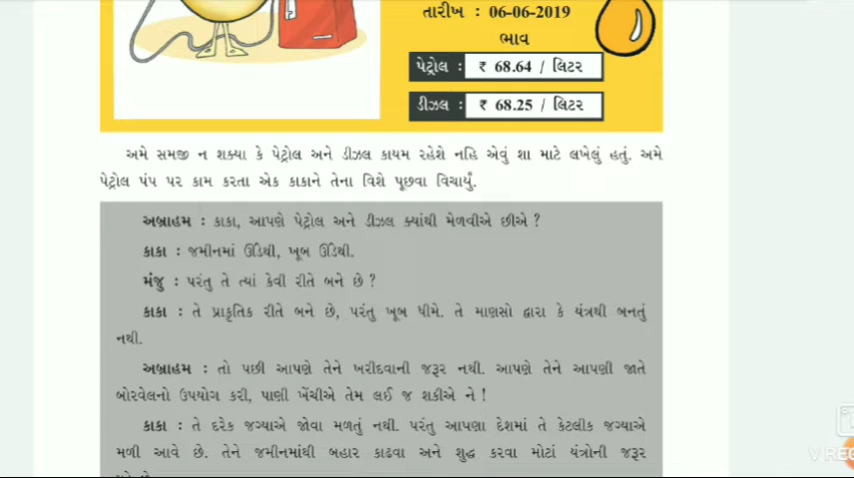 તારીખ : 06-06-2019
ભાવ
પેટ્રોલ : ₹ 68.64 / લિટર
ડીઝલ : ₹ 68.25 / લિટર
અમે સમજી ન શક્યા કે પેટ્રોલ અને ડીઝલ કાયમ રહેશે નહિ એવું શા માટે લખેલું હતું. અમે
પેટ્રોલ પંપ પર કામ કરતા એક કાકાને તેના વિશે પૂછવા વિચાર્યું.
અબ્રાહમ : કાકા, આપણે પેટ્રોલ અને ડીઝલ ક્યાંથી મેળવીએ છીએ ?
કાકા : જમીનમાં ઊંડેથી, ખૂબ ઊંડેથી.
મંજુ : પરંતુ તે ત્યાં કેવી રીતે બને છે ?
કાકા : તે પ્રાકૃતિક રીતે બને છે, પરંતુ ખૂબ ધીમે. તે માણસો દ્વારા કે યંત્રથી બનતું
નથી.
અબ્રાહમ : તો પછી આપણે તેને ખરીદવાની જરૂર નથી. આપણે તેને આપણી જાતે
બોરવેલનો ઉપયોગ કરી, પાણી ખેંચીએ તેમ લઈ જ શકીએ ને !
કાકા : તે દરેક જગ્યાએ જોવા મળતું નથી. પરંતુ આપણા દેશમાં તે કેટલીક જગ્યાએ
મળી આવે છે. તેને જમીનમાંથી બહાર કાઢવા અને શુદ્ધ કરવા મોટાં યંત્રોની જરૂર
V REC